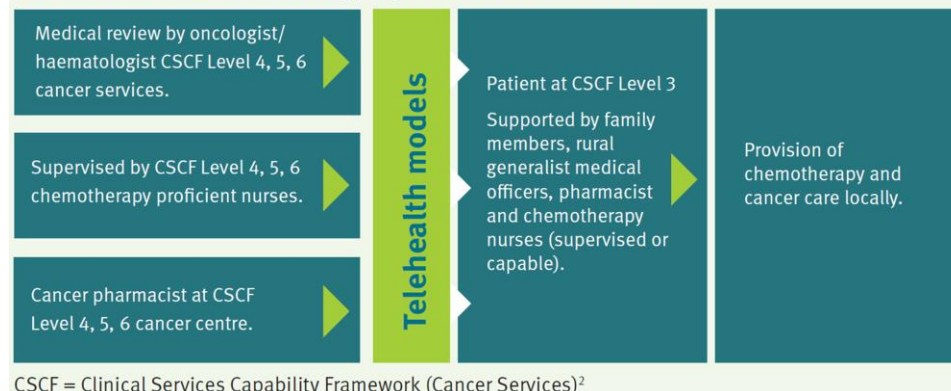 Medical review by oncologist/
haematologist CSCF Level 4, 5, 6
cancer services.
Supervised by CSCF Level 4, 5, 6
chemotherapy proficient nurses.
Cancer pharmacist at CSCF
Level 4, 5, 6 cancer centre.
Telehealth models
Patient at CSCF Level 3
Supported by family
members, rural
generalist medical
officers, pharmacist
and chemotherapy
nurses (supervised or
capable).
Provision of
chemotherapy and
cancer care locally.
CSCF = Clinical Services Capability Framework (Cancer Services)²